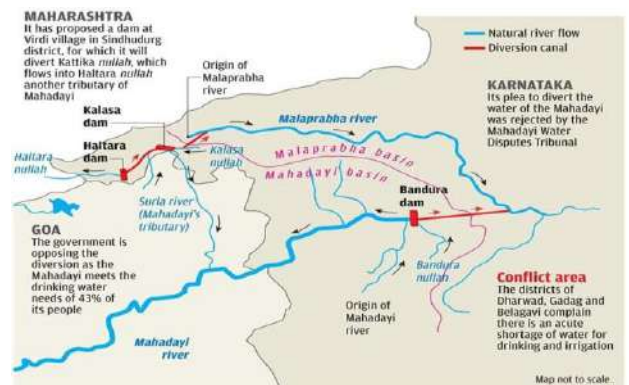 MAHARASHTRA
It has proposed a dam at
Virdi village in Sindhudurg
district, for which it will
divert Kattika nullah, which
flows into Haltara nullah
another tributary of
Mahadayi
Origin of
Malaprabha
river
Natural river flow
Diversion canal
KARNATAKA
Its plea to divert the
water of the Mahadayi
was rejected by the
Mahadayi Water
Disputes Tribunal
Kalasa
dam
Haltara
dam
Haltara
nullah
Malaprabha river
Kalasa
nullah
Malaprabha basin
Mahadayi basin
Surla river
(Mahadayi's
tributary)
Bandura
dam
GOA
The government is
opposing the
diversion as the
Mahadayi meets the
drinking water
needs of 43% of
its people
Bandura
nullah
Origin of
Mahadayi
river
Mahadayi
river
Conflict area
The districts of
Dharwad, Gadag and
Belagavi complain
there is an acute
shortage of water for
drinking and irrigation
Map not to scale